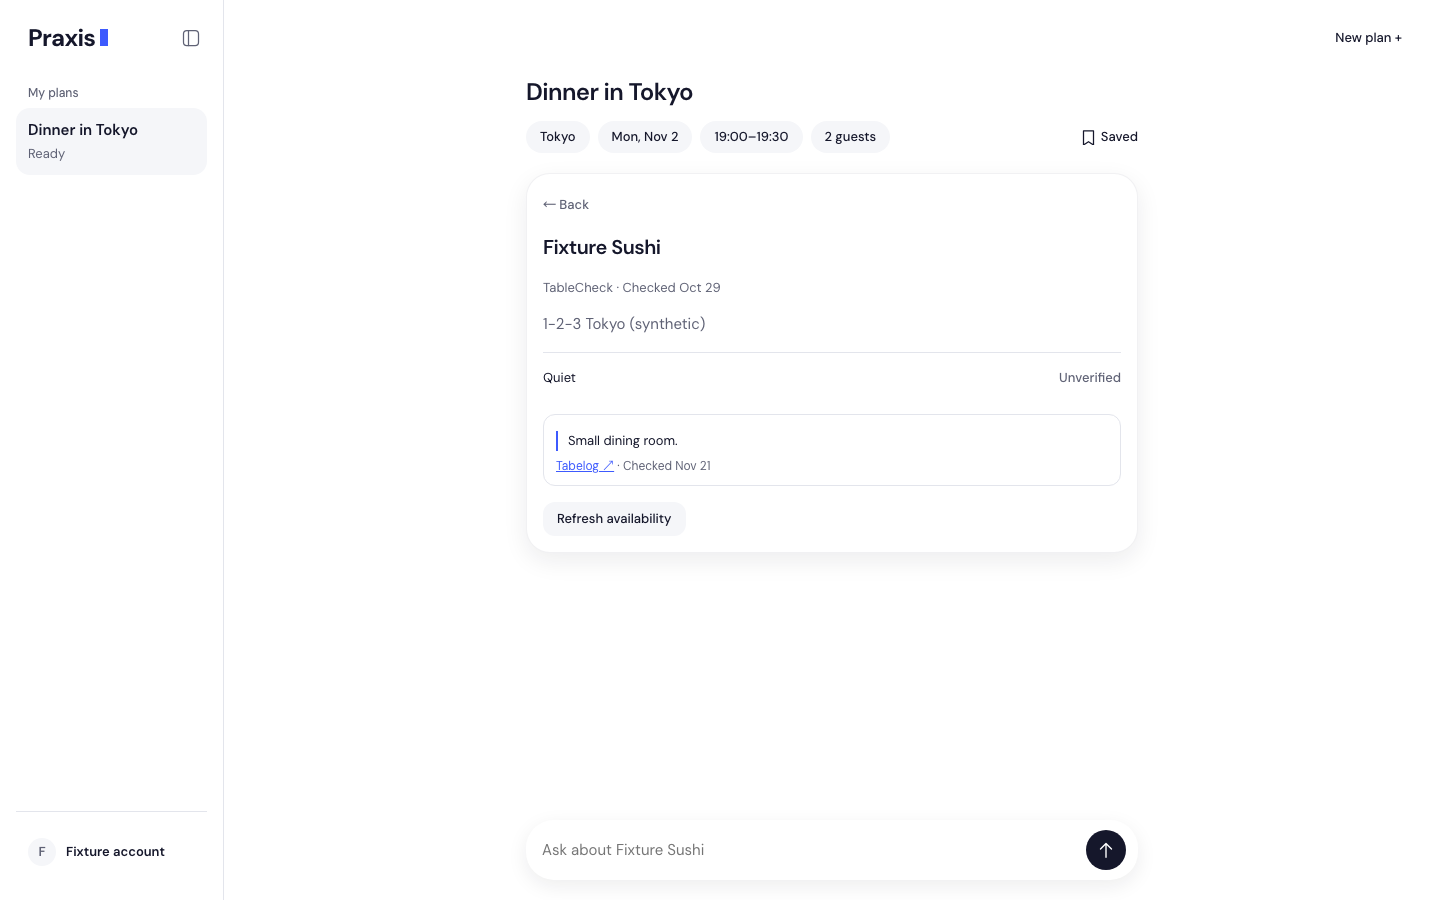 Praxis
New plan +
My plans
Dinner in Tokyo
Ready
Dinner in Tokyo
Tokyo
Mon, Nov 2
19:00–19:30
2 guests
Saved
← Back
Fixture Sushi
TableCheck · Checked Oct 29
1-2-3 Tokyo (synthetic)
Quiet
Unverified
Small dining room.
Tabelog ↗ · Checked Nov 21
Refresh availability
Ask about Fixture Sushi
F
Fixture account